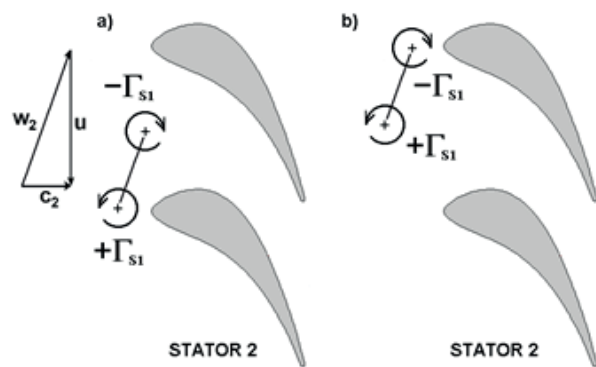 a)
−Γs1
w2
u
c2
+Γs1
STATOR 2
b)
−Γs1
+Γs1
STATOR 2